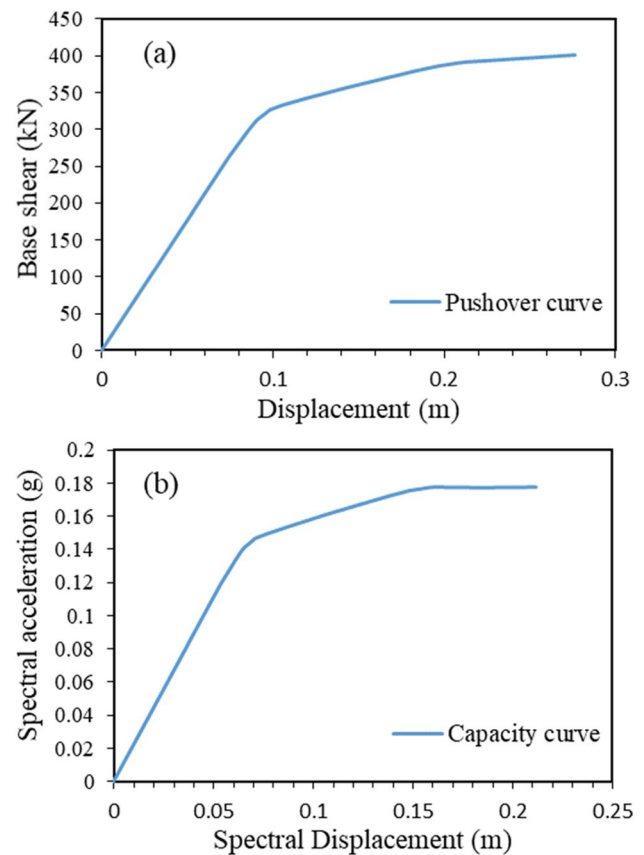 (a)
450
400
350
300
250
200
150
100
50
0
Base shear (kN)
Pushover curve
0 0.1 0.2 0.3
Displacement (m)
(b)
0.2
0.18
0.16
0.14
0.12
0.1
0.08
0.06
0.04
0.02
0
Spectral acceleration (g)
Capacity curve
0 0.05 0.1 0.15 0.2 0.25
Spectral Displacement (m)